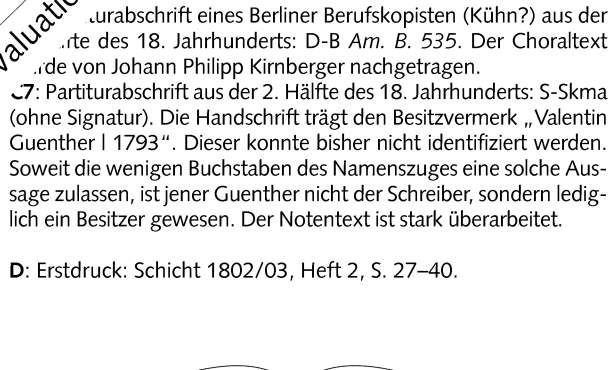 turabschrift eines Berliner Berufskopisten (Kühn?) aus der
des 18. Jahrhunderts: D-B Am. B. 535. Der Choraltext
von Johann Philipp Kirnberger nachgetragen.
C7: Partiturabschrift aus der 2. Hälfte des 18. Jahrhunderts: S-Skma
(ohne Signatur). Die Handschrift trägt den Besitzvermerk „Valentin
Guenther | 1793“. Dieser konnte bisher nicht identifiziert werden.
Soweit die wenigen Buchstaben des Namenszuges eine solche Aus-
sage zulassen, ist jener Guenther nicht der Schreiber, sondern ledig-
lich ein Besitzer gewesen. Der Notentext ist stark überarbeitet.
D: Erstdruck: Schicht 1802/03, Heft 2, S. 27–40.